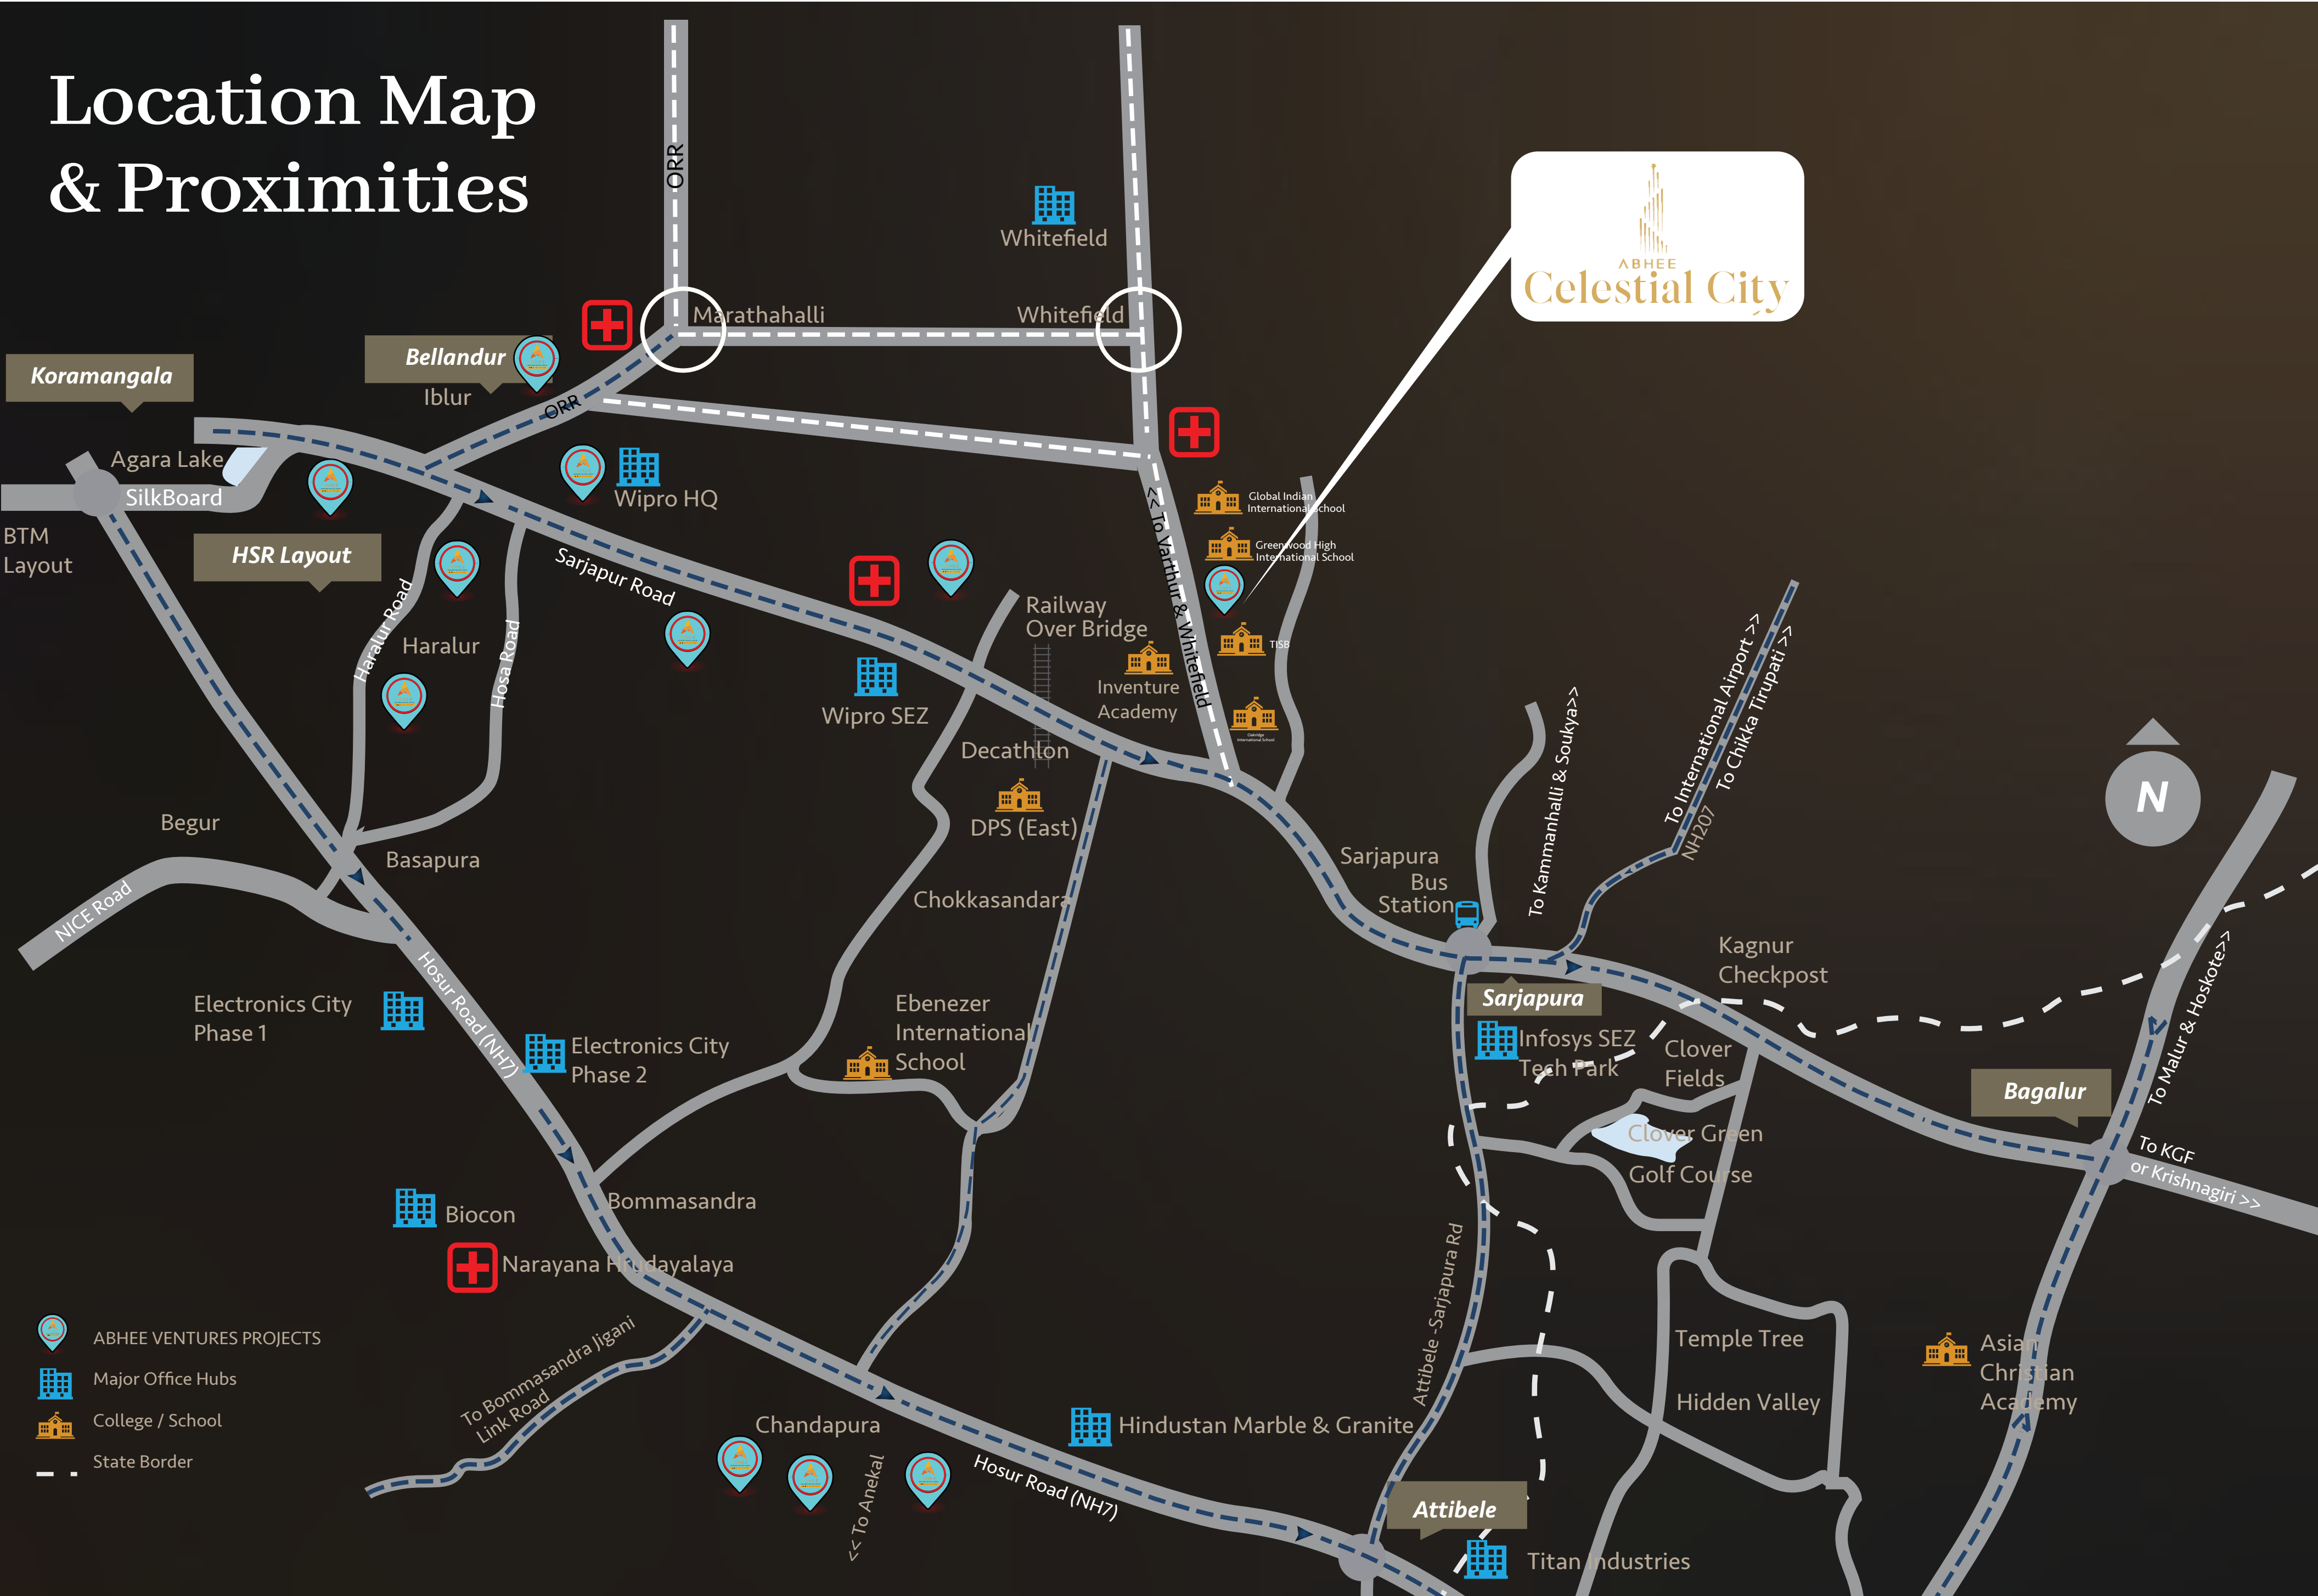 Location Map
& Proximities
ORR
Whitefield
ABHEE
Celestial City
Marathahalli
Whitefield
Bellandur
Iblur
ORR
Koramangala
Agara Lake
SilkBoard
BTM
Layout
HSR Layout
Wipro HQ
Sarjapur Road
Haralur Road
Haralur
Hosa Road
<< To Varthur & Whitefield
Global Indian
International School
Greenwood High
International School
TISB
Oakridge
International School
Railway
Over Bridge
Inventure
Academy
Wipro SEZ
Decathlon
DPS (East)
Chokkasandara
Begur
Basapura
NICE Road
Sarjapura
Bus
Station
To Kammanhalli & Soukya>>
To International Airport >>
To Chikka Tirupati >>
NH207
N
Kagnur
Checkpost
Sarjapura
Infosys SEZ
Tech Park
Clover
Fields
Clover Green
Golf Course
Bagalur
To Malur & Hoskote>>
To KGF
or Krishnagiri >>
Electronics City
Phase 1
Hosur Road (NH7)
Electronics City
Phase 2
Ebenezer
International
School
Bommasandra
Biocon
Narayana Hrudayalaya
To Bommasandra Jigani
Link Road
Attibele -Sarjapura Rd
Temple Tree
Hidden Valley
Asian
Christian
Academy
Chandapura
<< To Anekal
Hosur Road (NH7)
Hindustan Marble & Granite
Attibele
Titan Industries
ABHEE VENTURES PROJECTS
Major Office Hubs
College / School
State Border